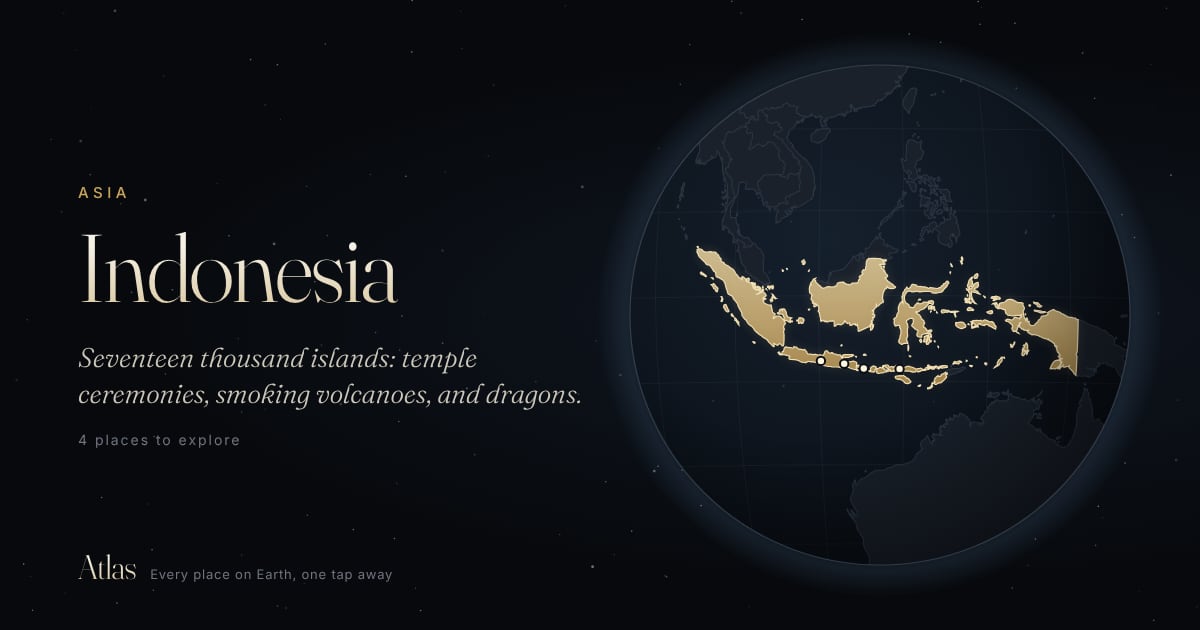 ASIA
Indonesia
Seventeen thousand islands: temple
ceremonies, smoking volcanoes, and dragons.
4 places to explore
Atlas Every place on Earth, one tap away